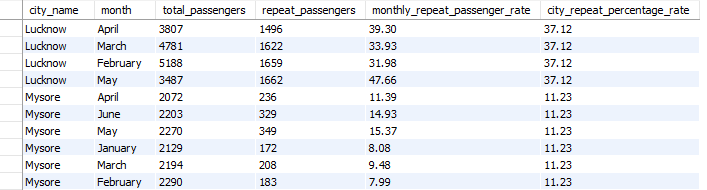 city_name month total_passengers repeat_passengers monthly_repeat_passenger_rate city_repeat_percentage_rate
Lucknow April 3807 1496 39.30 37.12
Lucknow March 4781 1622 33.93 37.12
Lucknow February 5188 1659 31.98 37.12
Lucknow May 3487 1662 47.66 37.12
Mysore April 2072 236 11.39 11.23
Mysore June 2203 329 14.93 11.23
Mysore May 2270 349 15.37 11.23
Mysore January 2129 172 8.08 11.23
Mysore March 2194 208 9.48 11.23
Mysore February 2290 183 7.99 11.23